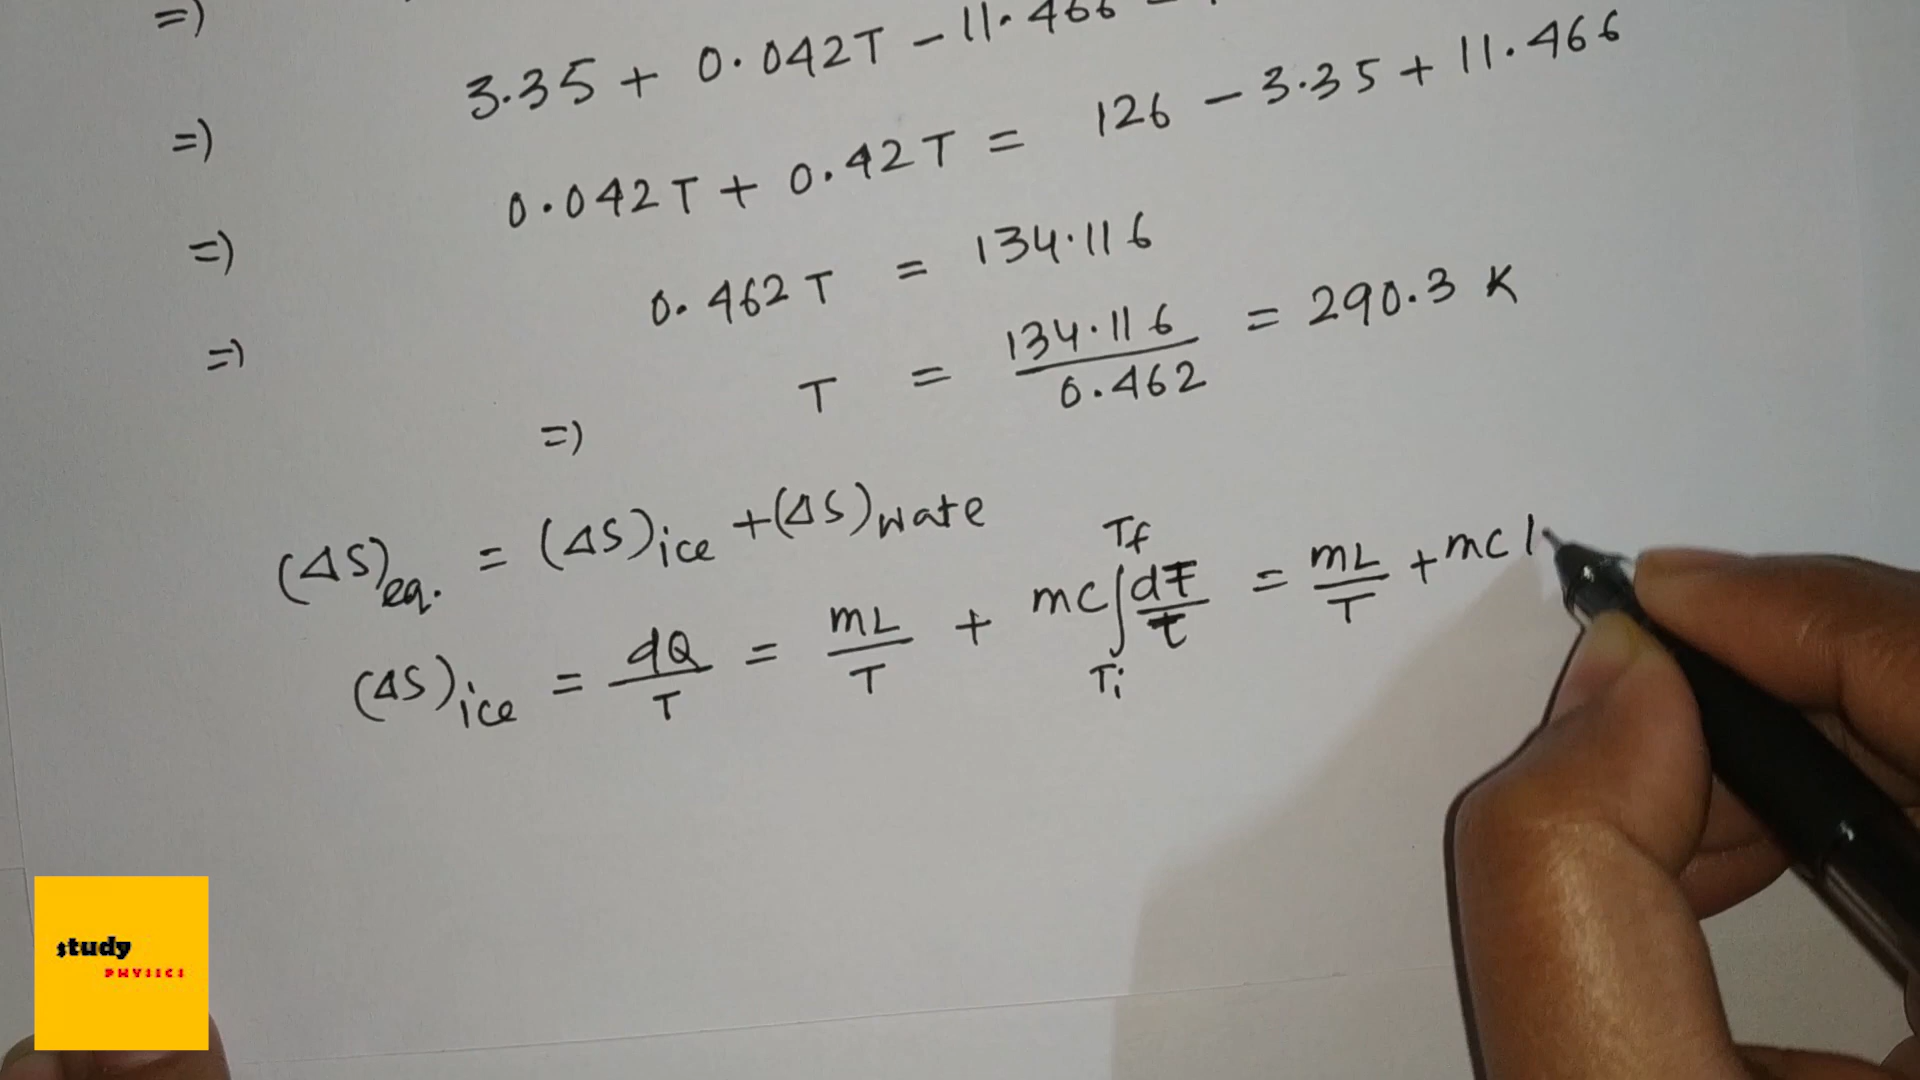 =)
3.35 + 0.042T - 11.466
=)
0.042T + 0.42T = 126 - 3.35 + 11.466
=)
0.462T = 134.116
=)
T = 134.116/0.462 = 290.3 K
=)
(ΔS)eq. = (ΔS)ice + (ΔS)wate
(ΔS)ice = dQ/T = mL/T + mc∫Ti^Tf dT/t = mL/T + mc l
study
PHYSICS